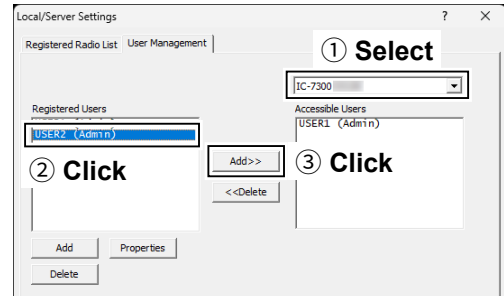 Local/Server Settings ? ×
Registered Radio List User Management
① Select
IC-7300
Registered Users
Accessible Users
USER2 (Admin)
USER1 (Admin)
② Click
Add>>
③ Click
<<Delete
Add Properties
Delete